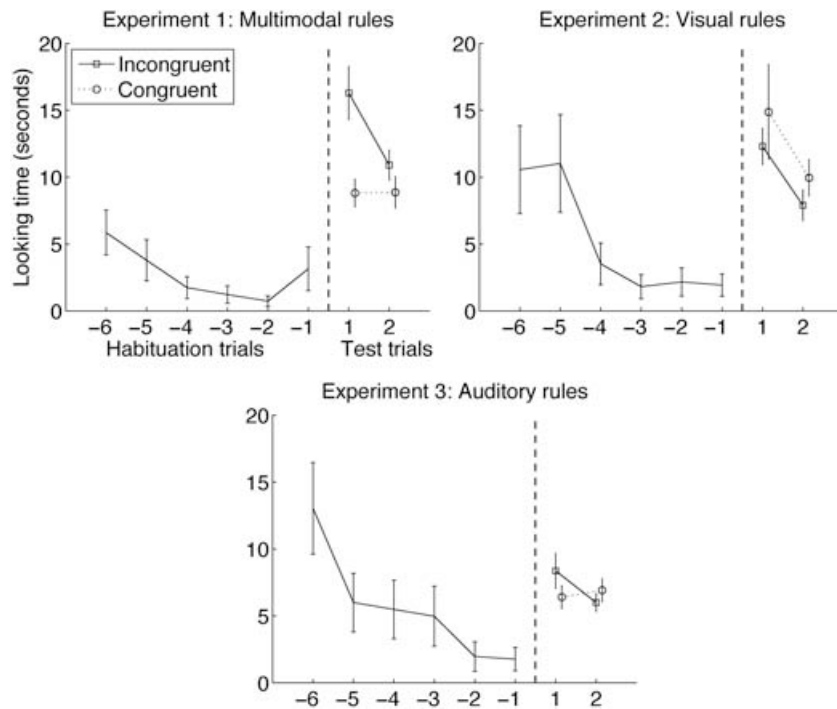 Experiment 1: Multimodal rules
20
15
10
5
0
Looking time (seconds)
Incongruent
Congruent
−6 −5 −4 −3 −2 −1 1 2
Habituation trials Test trials
Experiment 2: Visual rules
20
15
10
5
0
−6 −5 −4 −3 −2 −1 1 2
Experiment 3: Auditory rules
20
15
10
5
0
−6 −5 −4 −3 −2 −1 1 2